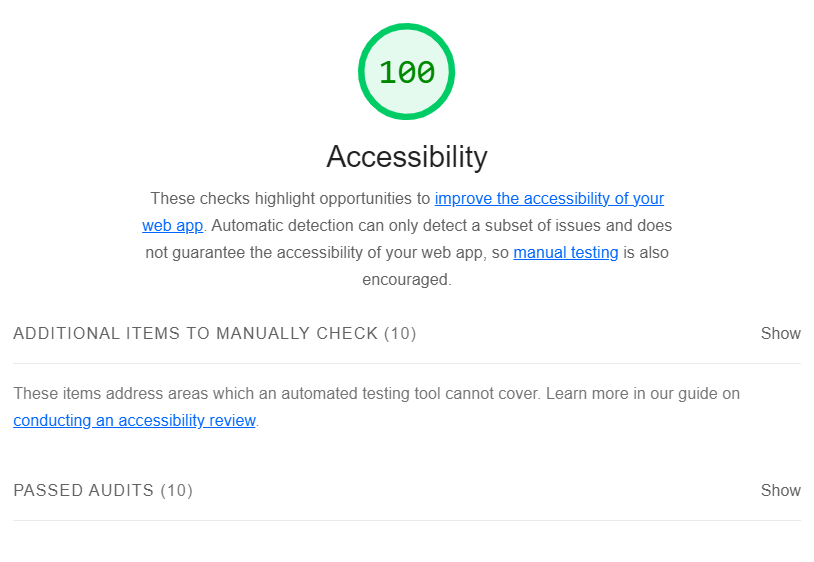 100
Accessibility
These checks highlight opportunities to improve the accessibility of your
web app. Automatic detection can only detect a subset of issues and does
not guarantee the accessibility of your web app, so manual testing is also
encouraged.
ADDITIONAL ITEMS TO MANUALLY CHECK (10) Show
These items address areas which an automated testing tool cannot cover. Learn more in our guide on
conducting an accessibility review.
PASSED AUDITS (10) Show